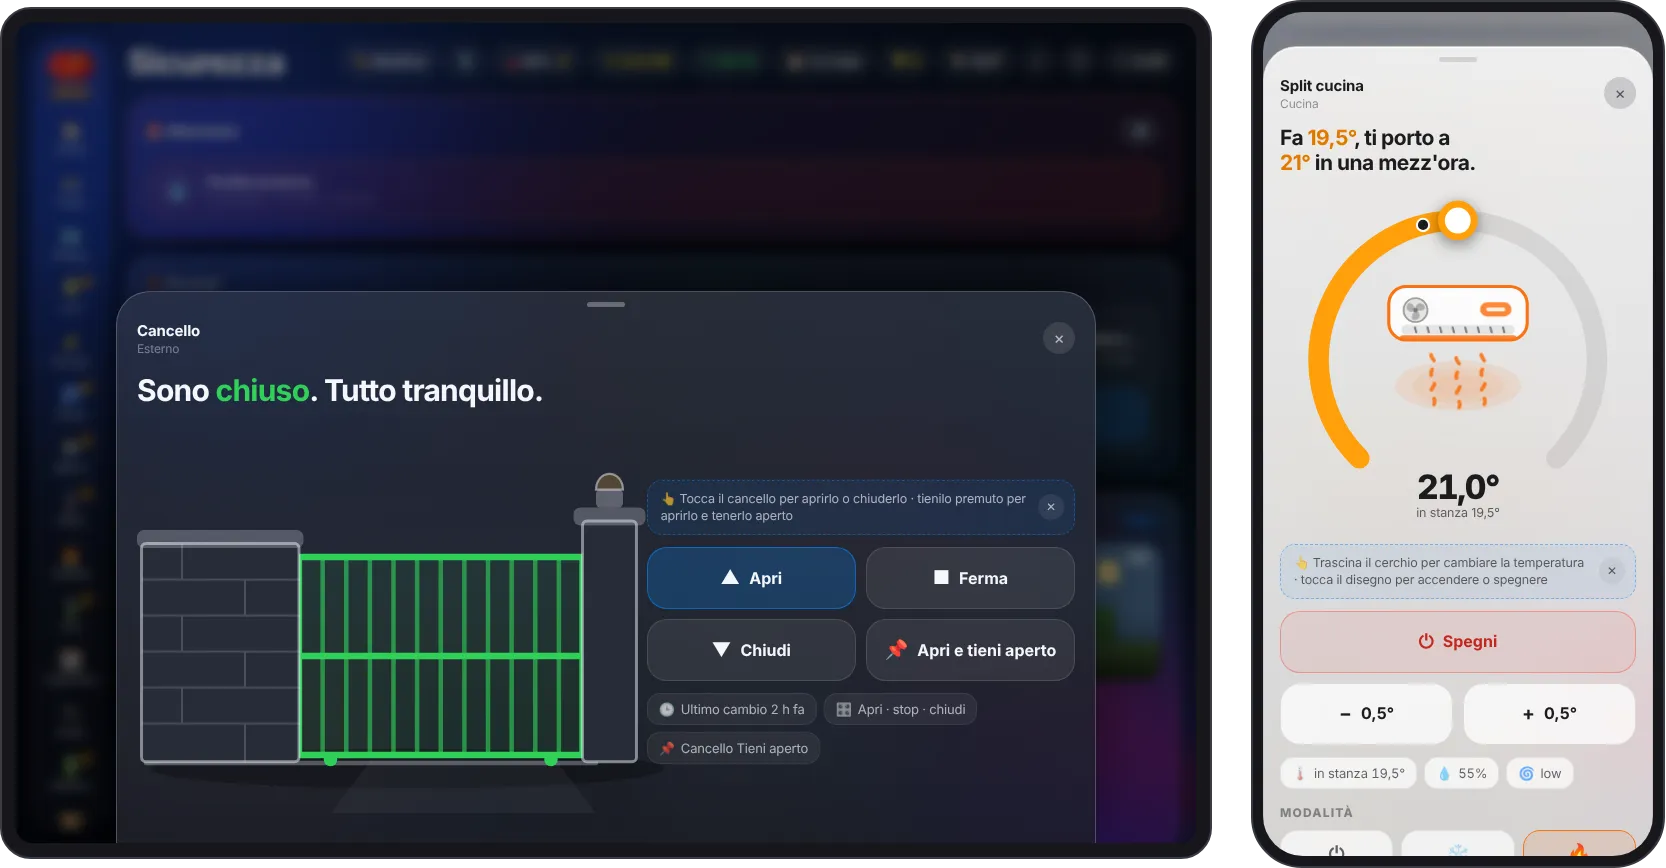 Sicurezza
Cancello
Esterno
Sono chiuso. Tutto tranquillo.
👆 Tocca il cancello per aprirlo o chiuderlo · tienilo premuto per
aprirlo e tenerlo aperto
Apri
Ferma
Chiudi
📌 Apri e tieni aperto
Ultimo cambio 2 h fa
Apri · stop · chiudi
📌 Cancello Tieni aperto
Split cucina
Cucina
Fa 19,5°, ti porto a
21° in una mezz'ora.
21,0°
in stanza 19,5°
👆 Trascina il cerchio per cambiare la temperatura
· tocca il disegno per accendere o spegnere
Spegni
− 0,5°
+ 0,5°
in stanza 19,5°
55%
low
MODALITÀ